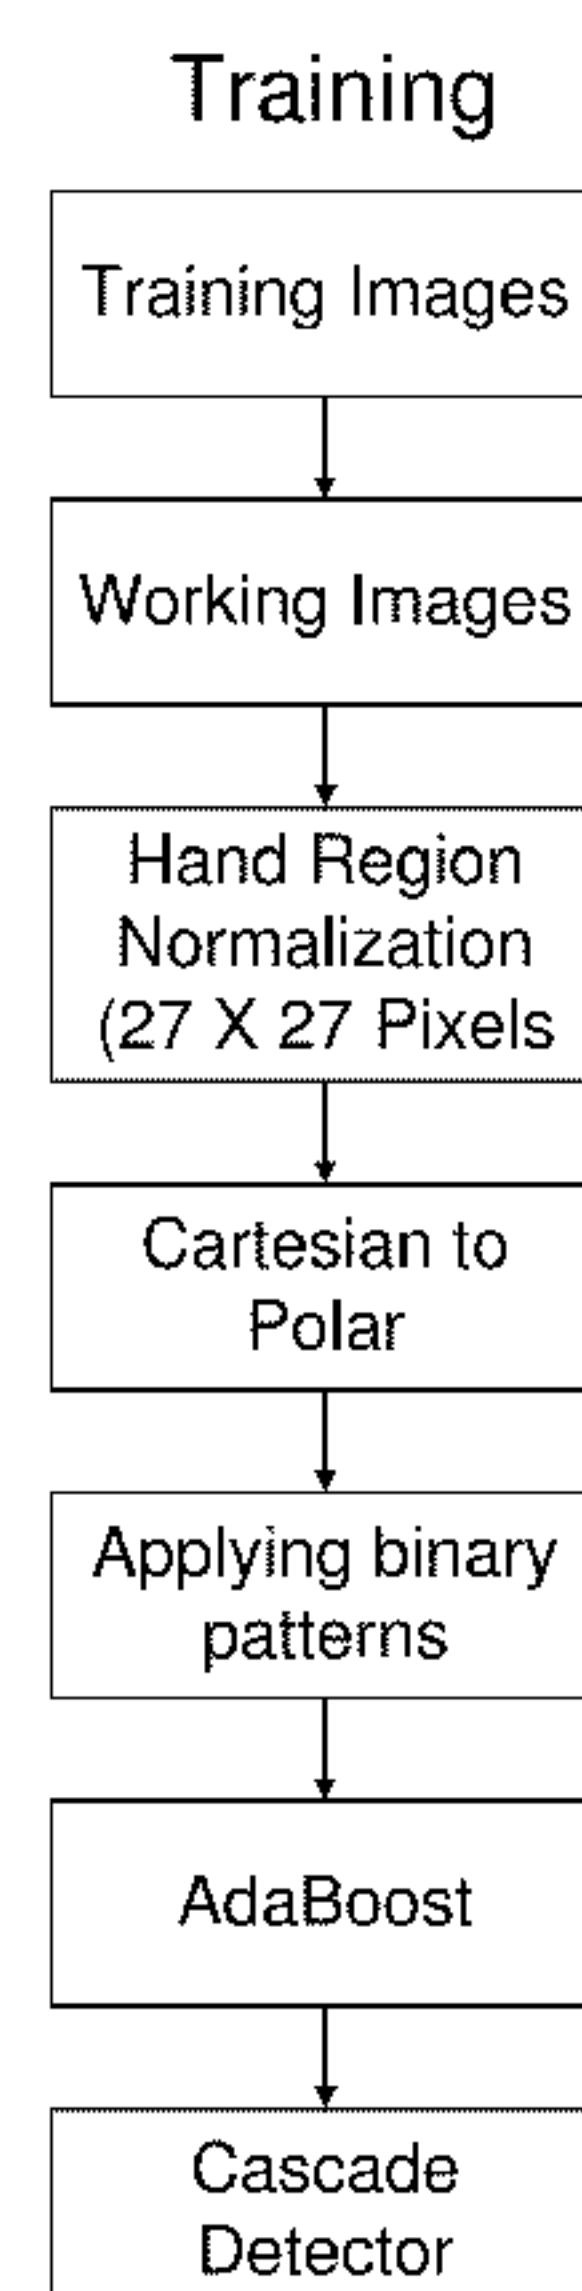 Training
Training Images
Working Images
Hand Region
Normalization
(27 X 27 Pixels
Cartesian to
Polar
Applying binary
patterns
AdaBoost
Cascade
Detector